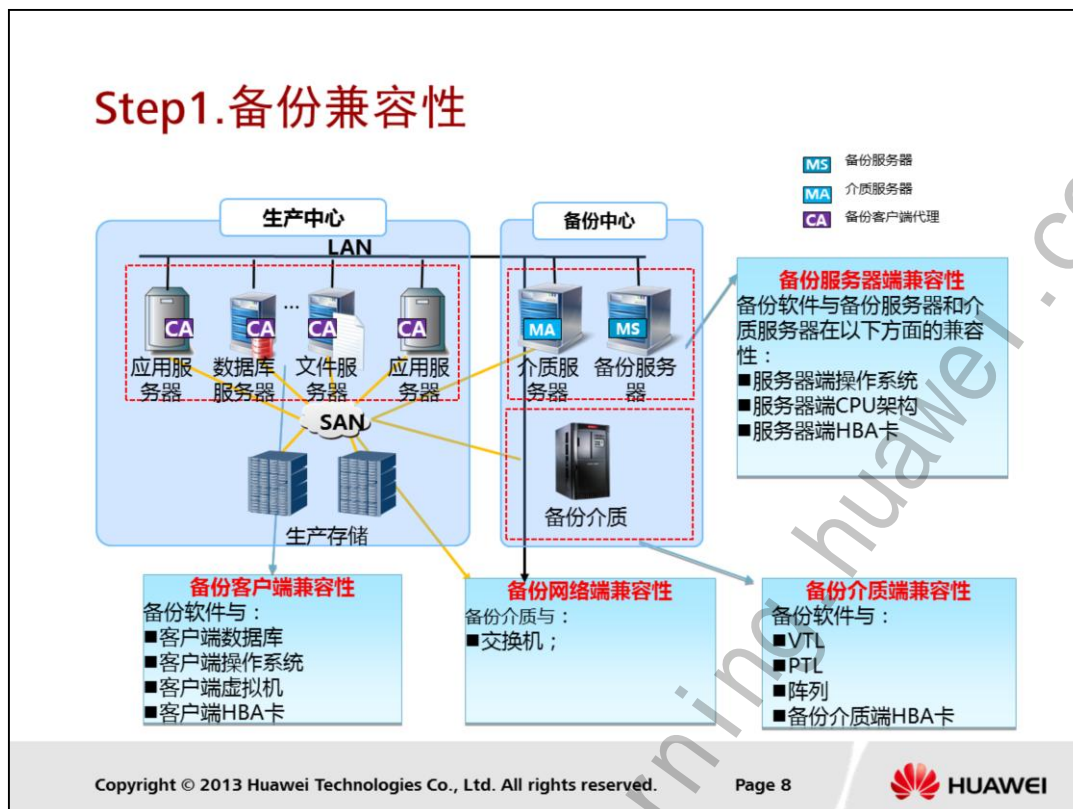 Step1.备份兼容性
MS 备份服务器
MA 介质服务器
CA 备份客户端代理
生产中心
备份中心
LAN
CA
CA
...
CA
CA
MA
MS
应用服务器
数据库服务器
文件服务器
应用服务器
介质服务器
备份服务器
SAN
生产存储
备份介质
备份服务器端兼容性
备份软件与备份服务器和介
质服务器在以下方面的兼容
性：
■服务器端操作系统
■服务器端CPU架构
■服务器端HBA卡
备份客户端兼容性
备份软件与：
■客户端数据库
■客户端操作系统
■客户端虚拟机
■客户端HBA卡
备份网络端兼容性
备份介质与：
■交换机；
备份介质端兼容性
备份软件与：
■VTL
■PTL
■阵列
■备份介质端HBA卡
rning.huawei.c
Copyright © 2013 Huawei Technologies Co., Ltd. All rights reserved.
Page 8
HUAWEI